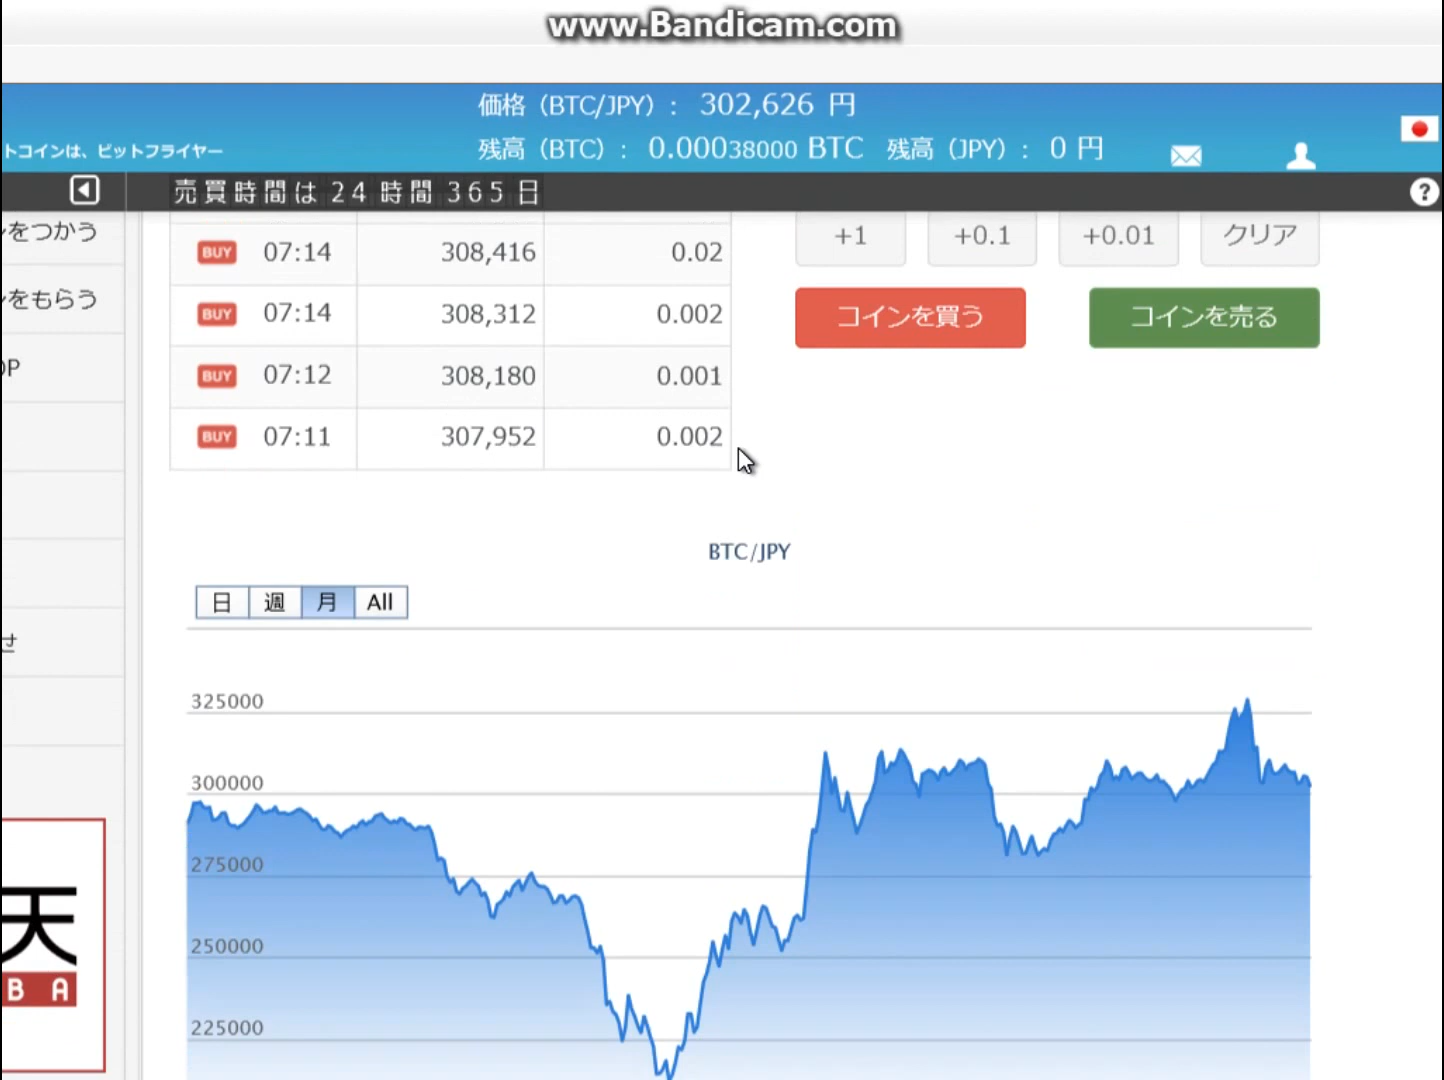 www.Bandicam.com
価格（BTC/JPY）： 302,626 円
トコインは、ビットフライヤー
残高（BTC）： 0.00038000 BTC 残高（JPY）： 0 円
売買時間は24時間365日
?
ンをつかう
+1 +0.1 +0.01 クリア
BUY 07:14 308,416 0.02
ンをもらう
BUY 07:14 308,312 0.002
コインを買う コインを売る
OP
BUY 07:12 308,180 0.001
BUY 07:11 307,952 0.002
BTC/JPY
日 週 月 All
せ
325000
300000
275000
天
250000
B A
225000